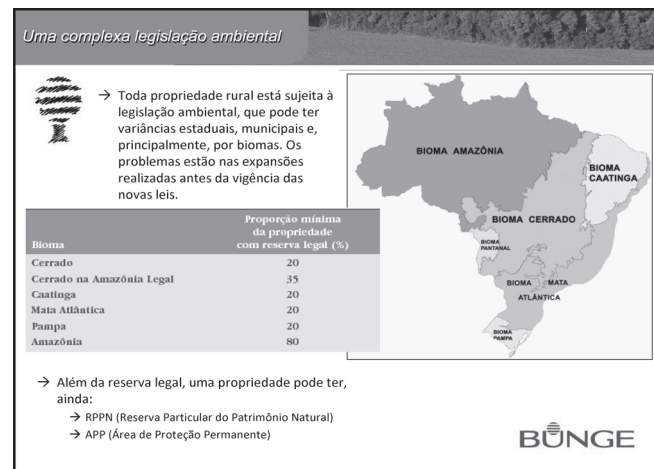 Uma complexa legislação ambiental
→ Toda propriedade rural está sujeita à
legislação ambiental, que pode ter
variâncias estaduais, municipais e,
principalmente, por biomas. Os
problemas estão nas expansões
realizadas antes da vigência das
novas leis.
Bioma
Proporção mínima
da propriedade
com reserva legal (%)
Cerrado 20
Cerrado na Amazônia Legal 35
Caatinga 20
Mata Atlântica 20
Pampa 20
Amazônia 80
BIOMA AMAZÔNIA
BIOMA
CAATINGA
BIOMA CERRADO
BIOMA
PANTANAL
BIOMA MATA
ATLÂNTICA
BIOMA
PAMPA
→ Além da reserva legal, uma propriedade pode ter,
ainda:
→ RPPN (Reserva Particular do Patrimônio Natural)
→ APP (Área de Proteção Permanente)
BUNGE